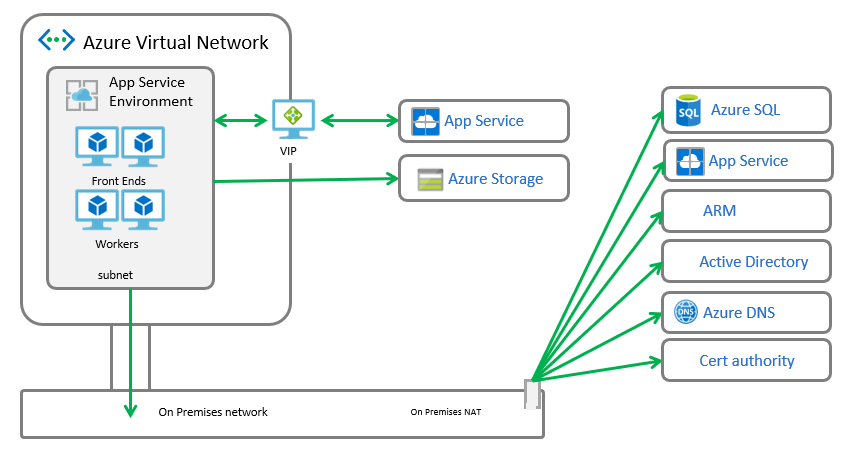 Azure Virtual Network
App Service
Environment
Front Ends
Workers
subnet
VIP
App Service
Azure Storage
SQL
Azure SQL
App Service
ARM
Active Directory
DNS
Azure DNS
Cert authority
On Premises network
On Premises NAT